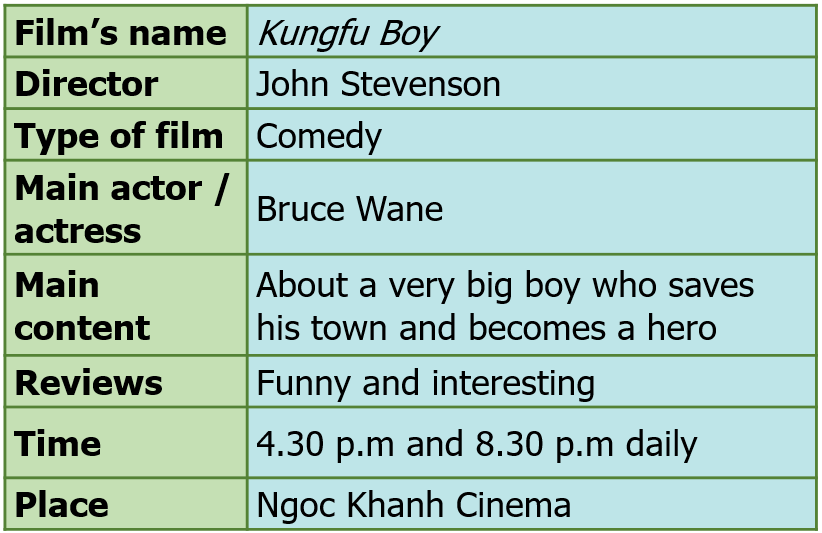 Film’s name Kungfu Boy
Director John Stevenson
Type of film Comedy
Main actor /
actress
Bruce Wane
Main
content
About a very big boy who saves
his town and becomes a hero
Reviews Funny and interesting
Time 4.30 p.m and 8.30 p.m daily
Place Ngoc Khanh Cinema